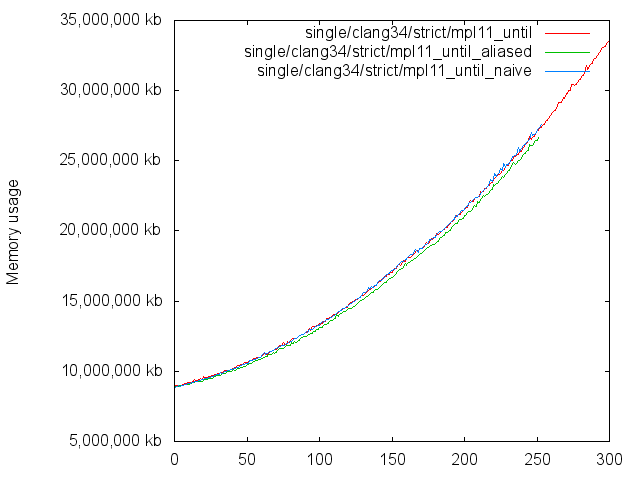 35,000,000 kb
30,000,000 kb
25,000,000 kb
20,000,000 kb
15,000,000 kb
10,000,000 kb
5,000,000 kb
Memory usage
single/clang34/strict/mpl11_until
single/clang34/strict/mpl11_until_aliased
single/clang34/strict/mpl11_until_naive
0 50 100 150 200 250 300